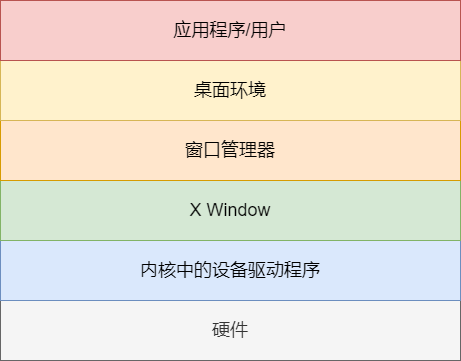 应用程序/用户
桌面环境
窗口管理器
X Window
内核中的设备驱动程序
硬件